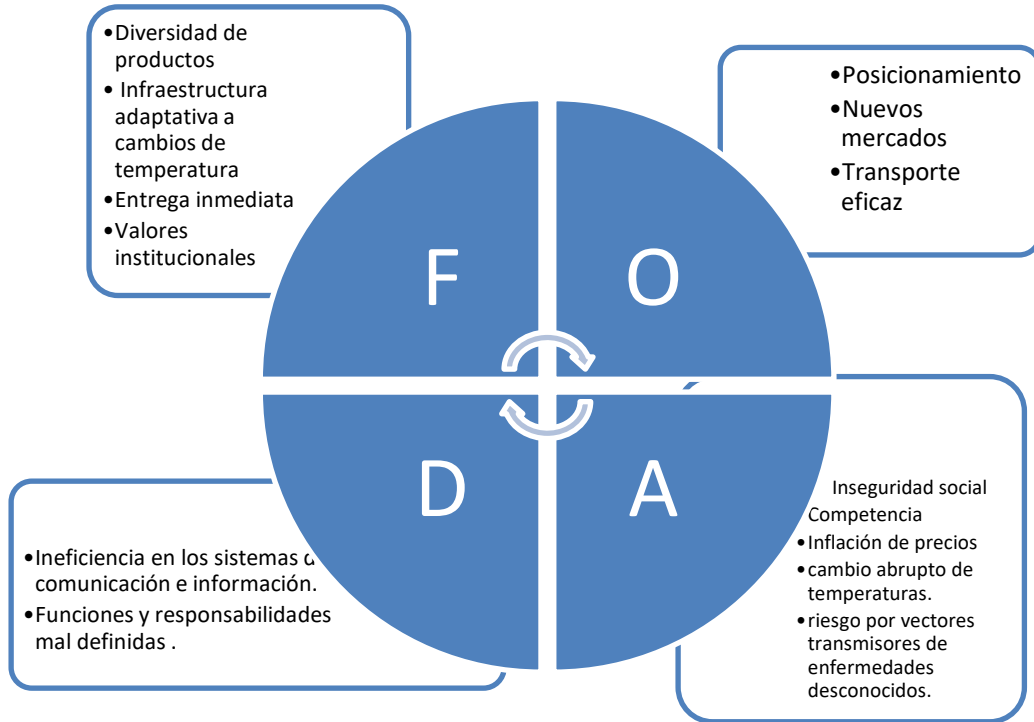 •Diversidad de
productos
• Infraestructura
adaptativa a
cambios de
temperatura
•Entrega inmediata
•Valores
institucionales
•Posicionamiento
•Nuevos
mercados
•Transporte
eficaz
F
O
D
A
•Ineficiencia en los sistemas
comunicación e información.
•Funciones y responsabilidades
mal definidas .
Inseguridad social
Competencia
•Inflación de precios
•cambio abrupto de
temperaturas.
•riesgo por vectores
transmisores de
enfermedades
desconocidos.